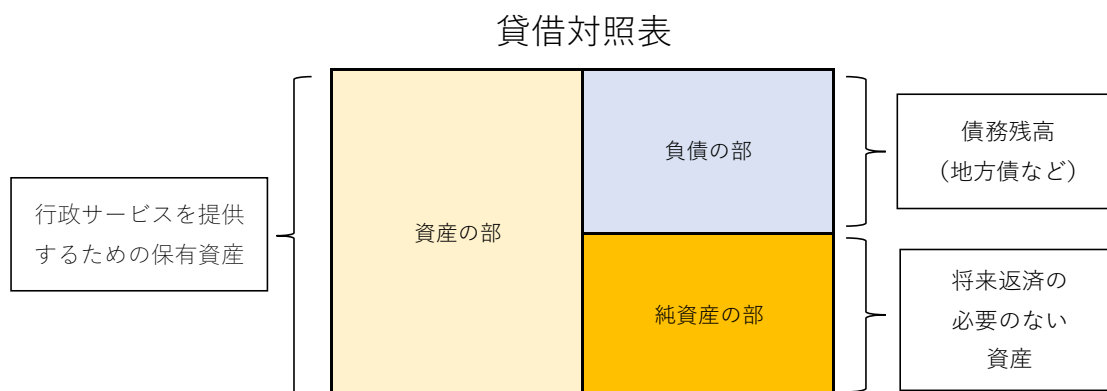 貸借対照表
行政サービスを提供
するための保有資産
資産の部
負債の部
債務残高
（地方債など）
純資産の部
将来返済の
必要のない
資産